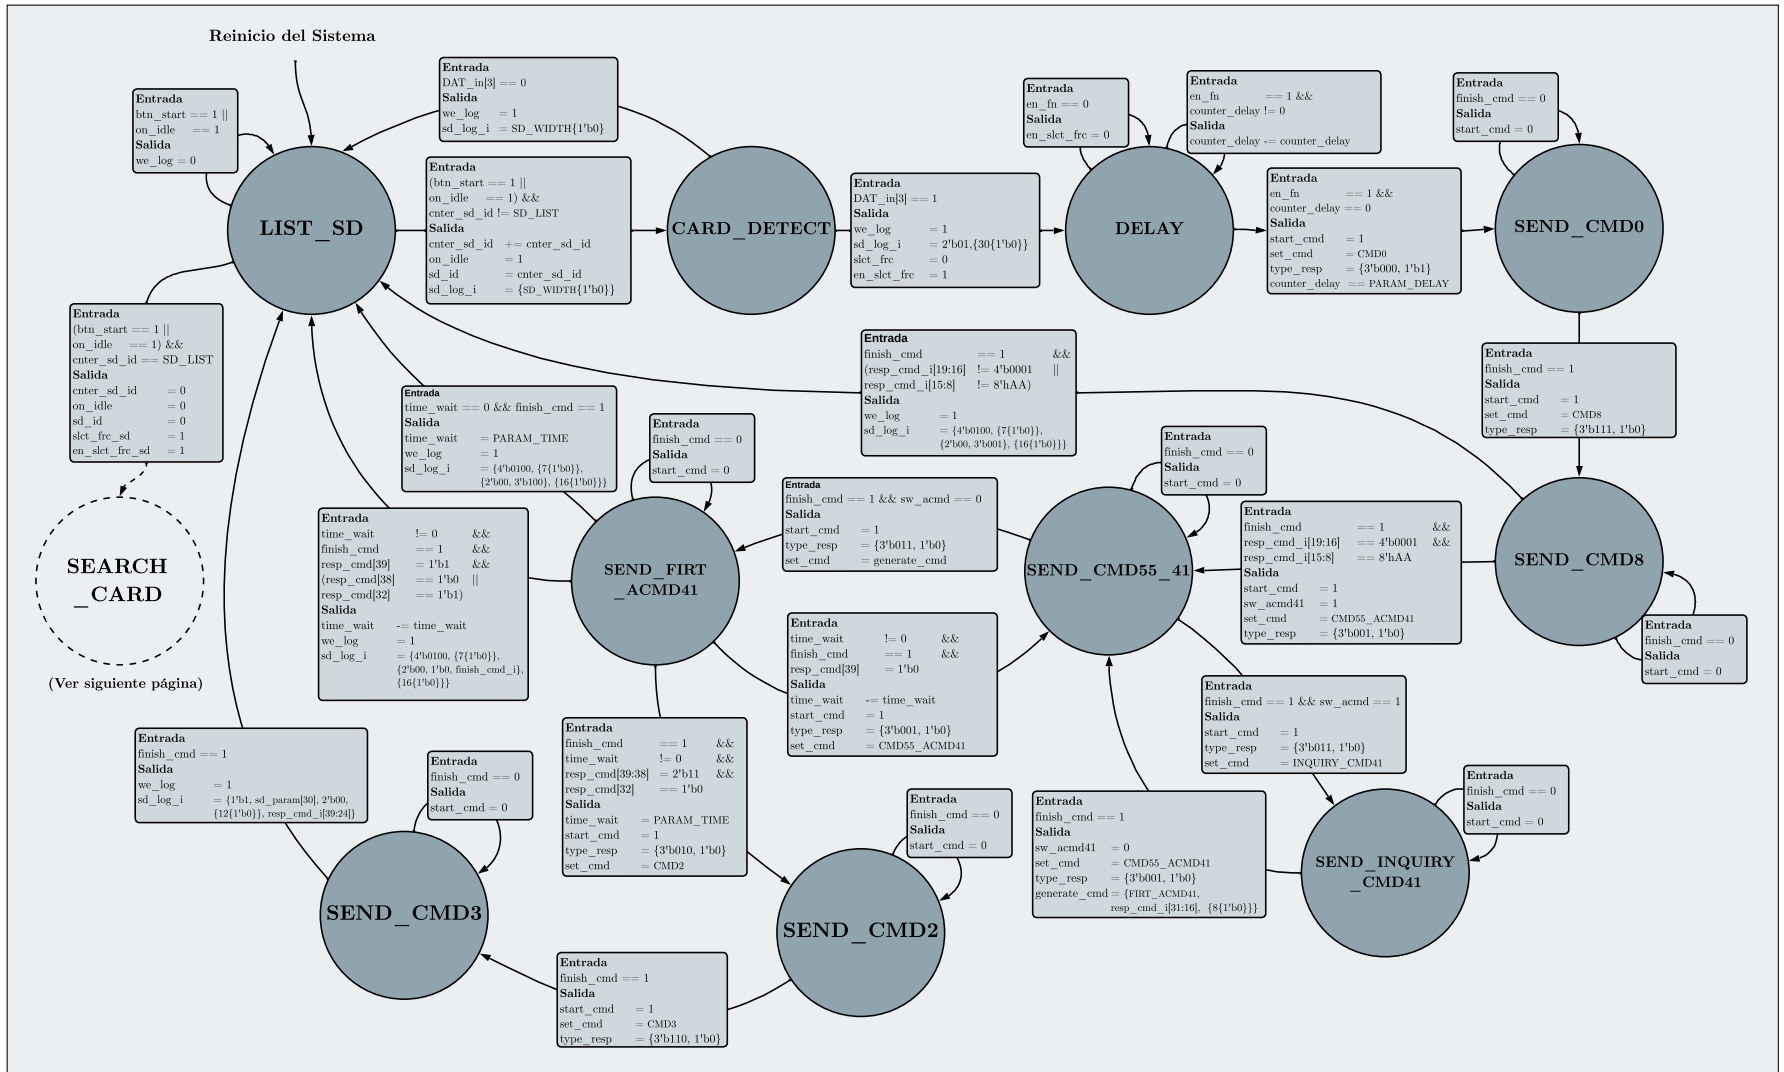 Reinicio del Sistema
Entrada
btn_start == 1 ||
on_idle == 1
Salida
we_log = 0
Entrada
DAT_in[3] == 0
Salida
we_log = 1
sd_log_i = SD_WIDTH{1'b0}
LIST_SD
Entrada
(btn_start == 1 ||
on_idle == 1) &&
cnter_sd_id != SD_LIST
Salida
cnter_sd_id += cnter_sd_id
on_idle = 1
sd_id = cnter_sd_id
sd_log_i = {SD_WIDTH{1'b0}}
CARD_DETECT
Entrada
DAT_in[3] == 1
Salida
we_log = 1
sd_log_i = 2'b01,{30{1'b0}}
slct_frc = 0
en_slct_frc = 1
Entrada
en_fn == 0
Salida
en_slct_frc = 0
Entrada
en_fn == 1 &&
counter_delay != 0
Salida
counter_delay -= counter_delay
DELAY
Entrada
en_fn == 1 &&
counter_delay == 0
Salida
start_cmd = 1
set_cmd = CMD0
type_resp = {3'b000, 1'b1}
counter_delay == PARAM_DELAY
Entrada
finish_cmd == 0
Salida
start_cmd = 0
SEND_CMD0
Entrada
(btn_start == 1 ||
on_idle == 1) &&
cnter_sd_id == SD_LIST
Salida
cnter_sd_id = 0
on_idle = 0
sd_id = 0
slct_frc_sd = 1
en_slct_frc_sd = 1
SEARCH
_CARD
(Ver siguiente página)
Entrada
time_wait == 0 && finish_cmd == 1
Salida
time_wait = PARAM_TIME
we_log = 1
sd_log_i = {4'b0100, {7{1'b0}},
{2'b00, 3'b100}, {16{1'b0}}}
Entrada
finish_cmd == 1 &&
(resp_cmd_i[19:16] != 4'b0001 ||
resp_cmd_i[15:8] != 8'hAA)
Salida
we_log = 1
sd_log_i = {4'b0100, {7{1'b0}},
{2'b00, 3'b001}, {16{1'b0}}}
Entrada
finish_cmd == 1
Salida
start_cmd = 1
set_cmd = CMD8
type_resp = {3'b111, 1'b0}
Entrada
finish_cmd == 0
Salida
start_cmd = 0
Entrada
finish_cmd == 0
Salida
start_cmd = 0
Entrada
time_wait != 0 &&
finish_cmd == 1 &&
resp_cmd[39] = 1'b1 &&
(resp_cmd[38] == 1'b0 ||
resp_cmd[32] == 1'b1)
Salida
time_wait -= time_wait
we_log = 1
sd_log_i = {4'b0100, {7{1'b0}},
{2'b00, 1'b0, finish_cmd_i},
{16{1'b0}}}
SEND_FIRT
_ACMD41
Entrada
finish_cmd == 1 && sw_acmd == 0
Salida
start_cmd = 1
type_resp = {3'b011, 1'b0}
set_cmd = generate_cmd
SEND_CMD55_41
Entrada
finish_cmd == 1 &&
resp_cmd_i[19:16] == 4'b0001 &&
resp_cmd_i[15:8] == 8'hAA
Salida
start_cmd = 1
sw_acmd41 = 1
set_cmd = CMD55_ACMD41
type_resp = {3'b001, 1'b0}
SEND_CMD8
Entrada
finish_cmd == 0
Salida
start_cmd = 0
Entrada
time_wait != 0 &&
finish_cmd == 1 &&
resp_cmd[39] = 1'b0
Salida
time_wait -= time_wait
start_cmd = 1
type_resp = {3'b001, 1'b0}
set_cmd = CMD55_ACMD41
Entrada
finish_cmd == 1 && sw_acmd == 1
Salida
start_cmd = 1
type_resp = {3'b011, 1'b0}
set_cmd = INQUIRY_CMD41
Entrada
finish_cmd == 1
Salida
we_log = 1
sd_log_i = {1'b1, sd_param[30], 2'b00,
{12{1'b0}}, resp_cmd_i[39:24]}
Entrada
finish_cmd == 0
Salida
start_cmd = 0
Entrada
finish_cmd == 1 &&
time_wait != 0 &&
resp_cmd[39:38] = 2'b11 &&
resp_cmd[32] == 1'b0
Salida
time_wait = PARAM_TIME
start_cmd = 1
type_resp = {3'b010, 1'b0}
set_cmd = CMD2
Entrada
finish_cmd == 0
Salida
start_cmd = 0
Entrada
finish_cmd == 1
Salida
sw_acmd41 = 0
set_cmd = CMD55_ACMD41
type_resp = {3'b001, 1'b0}
generate_cmd = {FIRT_ACMD41,
resp_cmd_i[31:16], {8{1'b0}}}
Entrada
finish_cmd == 0
Salida
start_cmd = 0
SEND_INQUIRY
_CMD41
SEND_CMD3
SEND_CMD2
Entrada
finish_cmd == 1
Salida
start_cmd = 1
set_cmd = CMD3
type_resp = {3'b110, 1'b0}